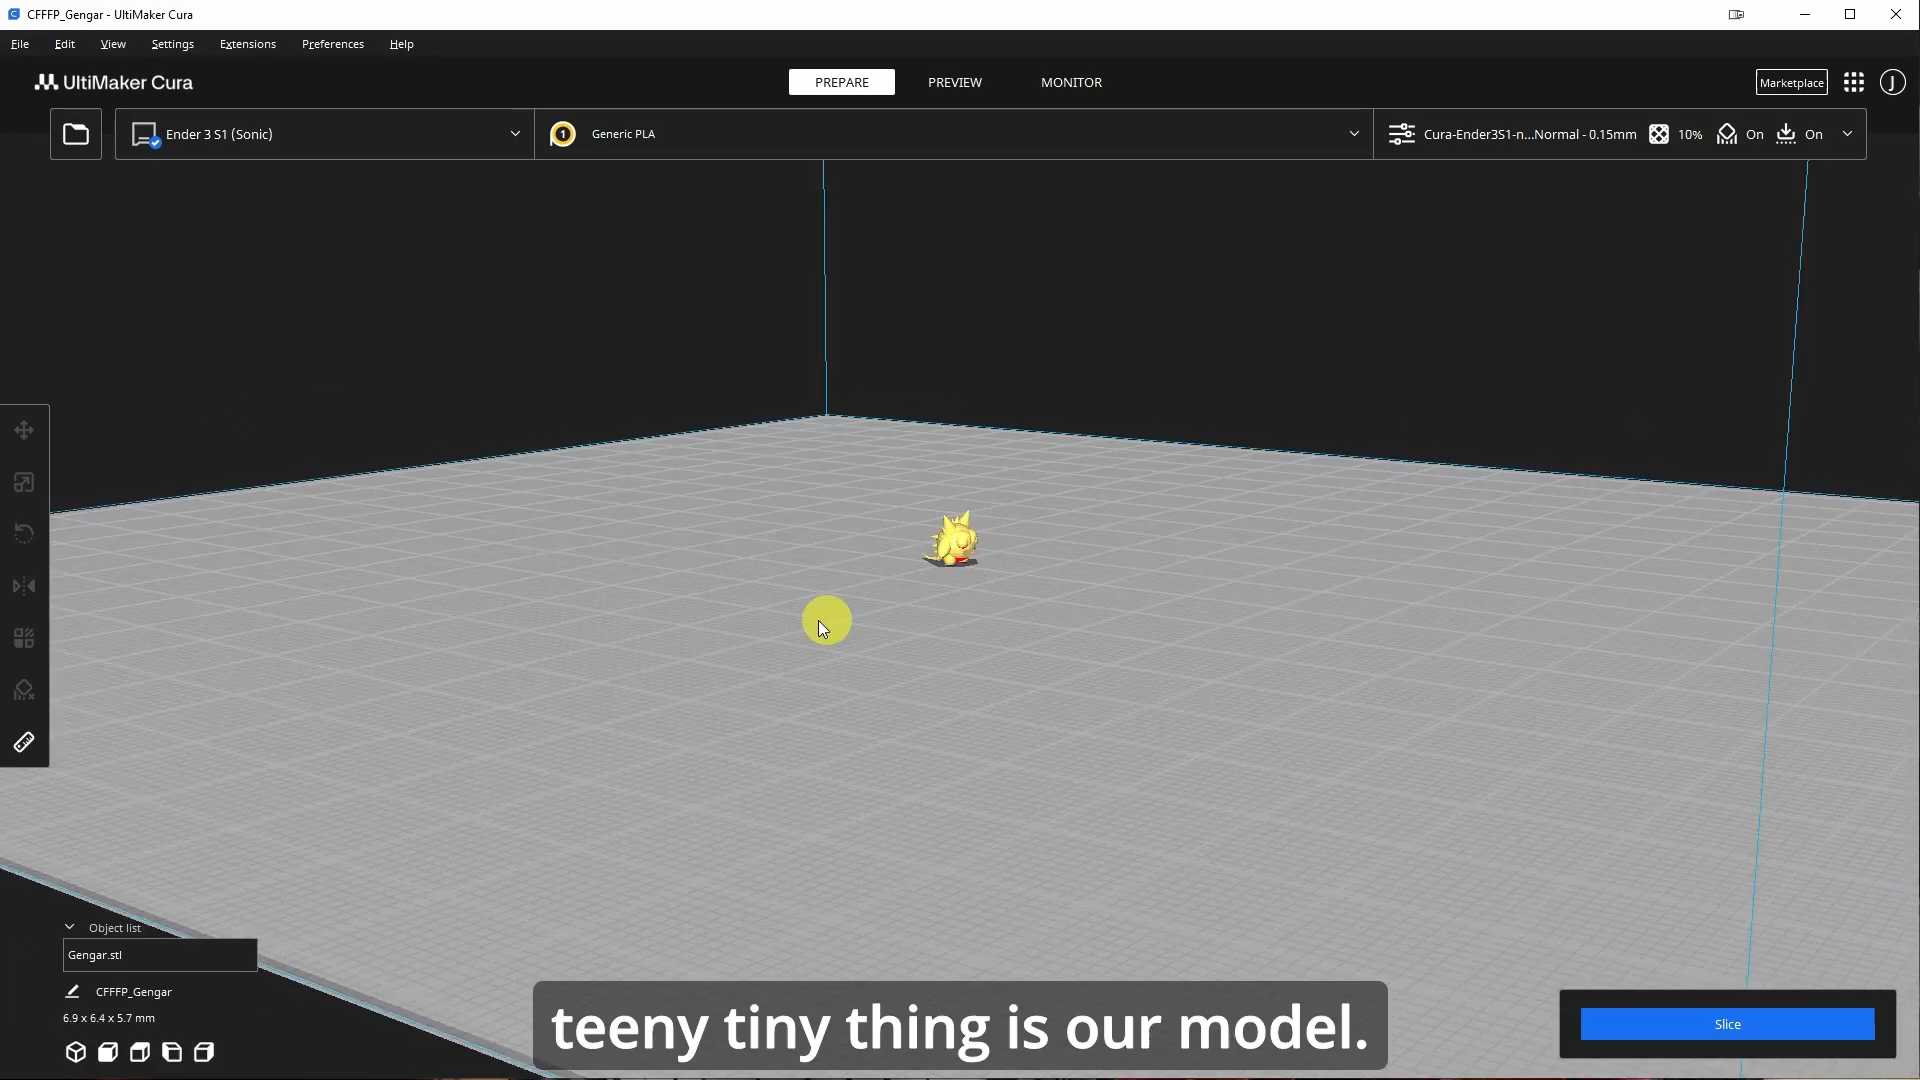 CFFFP_Gengar - UltiMaker Cura
File Edit View Settings Extensions Preferences Help
UltiMaker Cura
PREPARE PREVIEW MONITOR
Marketplace
J
Ender 3 S1 (Sonic)
1 Generic PLA
Cura-Ender3S1-n...Normal - 0.15mm 10% On On
Object list
Gengar.stl
CFFFP_Gengar
6.9 x 6.4 x 5.7 mm
teeny tiny thing is our model.
Slice